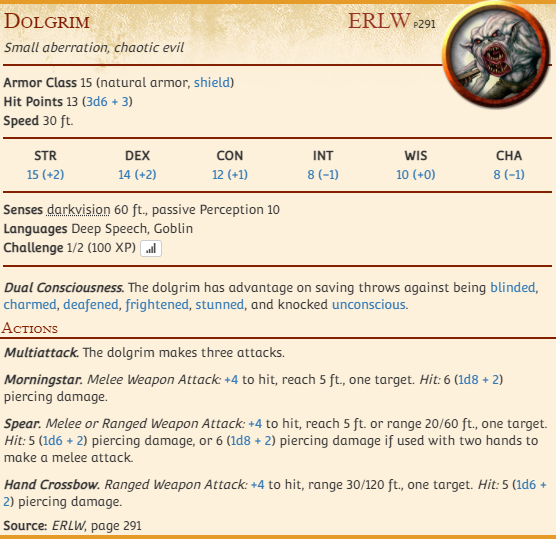 Dolgrim ERLW p291
Small aberration, chaotic evil
Armor Class 15 (natural armor, shield)
Hit Points 13 (3d6 + 3)
Speed 30 ft.
STR DEX CON INT WIS CHA
15 (+2) 14 (+2) 12 (+1) 8 (−1) 10 (+0) 8 (−1)
Senses darkvision 60 ft., passive Perception 10
Languages Deep Speech, Goblin
Challenge 1/2 (100 XP)
Dual Consciousness. The dolgrim has advantage on saving throws against being blinded,
charmed, deafened, frightened, stunned, and knocked unconscious.
Actions
Multiattack. The dolgrim makes three attacks.
Morningstar. Melee Weapon Attack: +4 to hit, reach 5 ft., one target. Hit: 6 (1d8 + 2)
piercing damage.
Spear. Melee or Ranged Weapon Attack: +4 to hit, reach 5 ft. or range 20/60 ft., one target.
Hit: 5 (1d6 + 2) piercing damage, or 6 (1d8 + 2) piercing damage if used with two hands to
make a melee attack.
Hand Crossbow. Ranged Weapon Attack: +4 to hit, range 30/120 ft., one target. Hit: 5 (1d6 +
2) piercing damage.
Source: ERLW, page 291